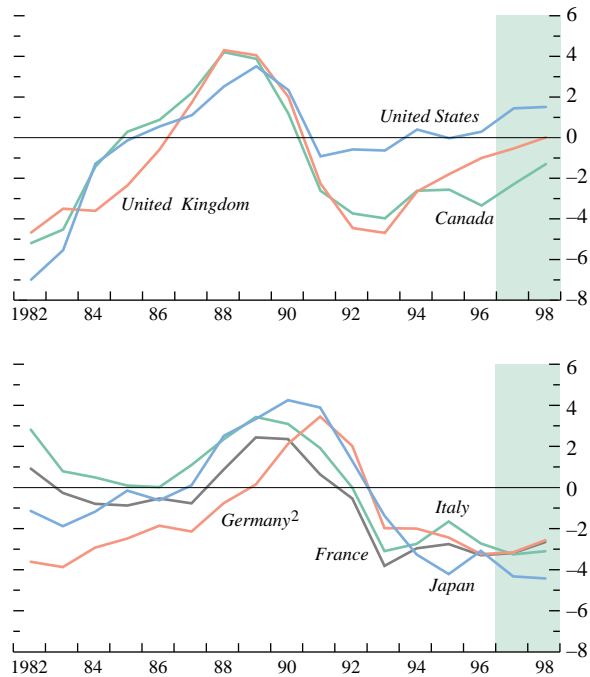 6
4
United States
2
0
United Kingdom
Canada
–2
–4
–6
–8
1982 84 86 88 90 92 94 96 98
6
4
2
0
Italy
Germany2
France
Japan
–2
–4
–6
–8
1982 84 86 88 90 92 94 96 98